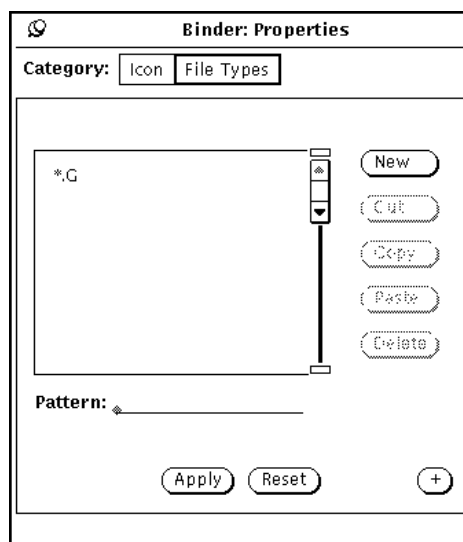 Binder: Properties
Category: Icon File Types
*.G
New
Cut
Copy
Paste
Delete
Pattern:
Apply Reset +